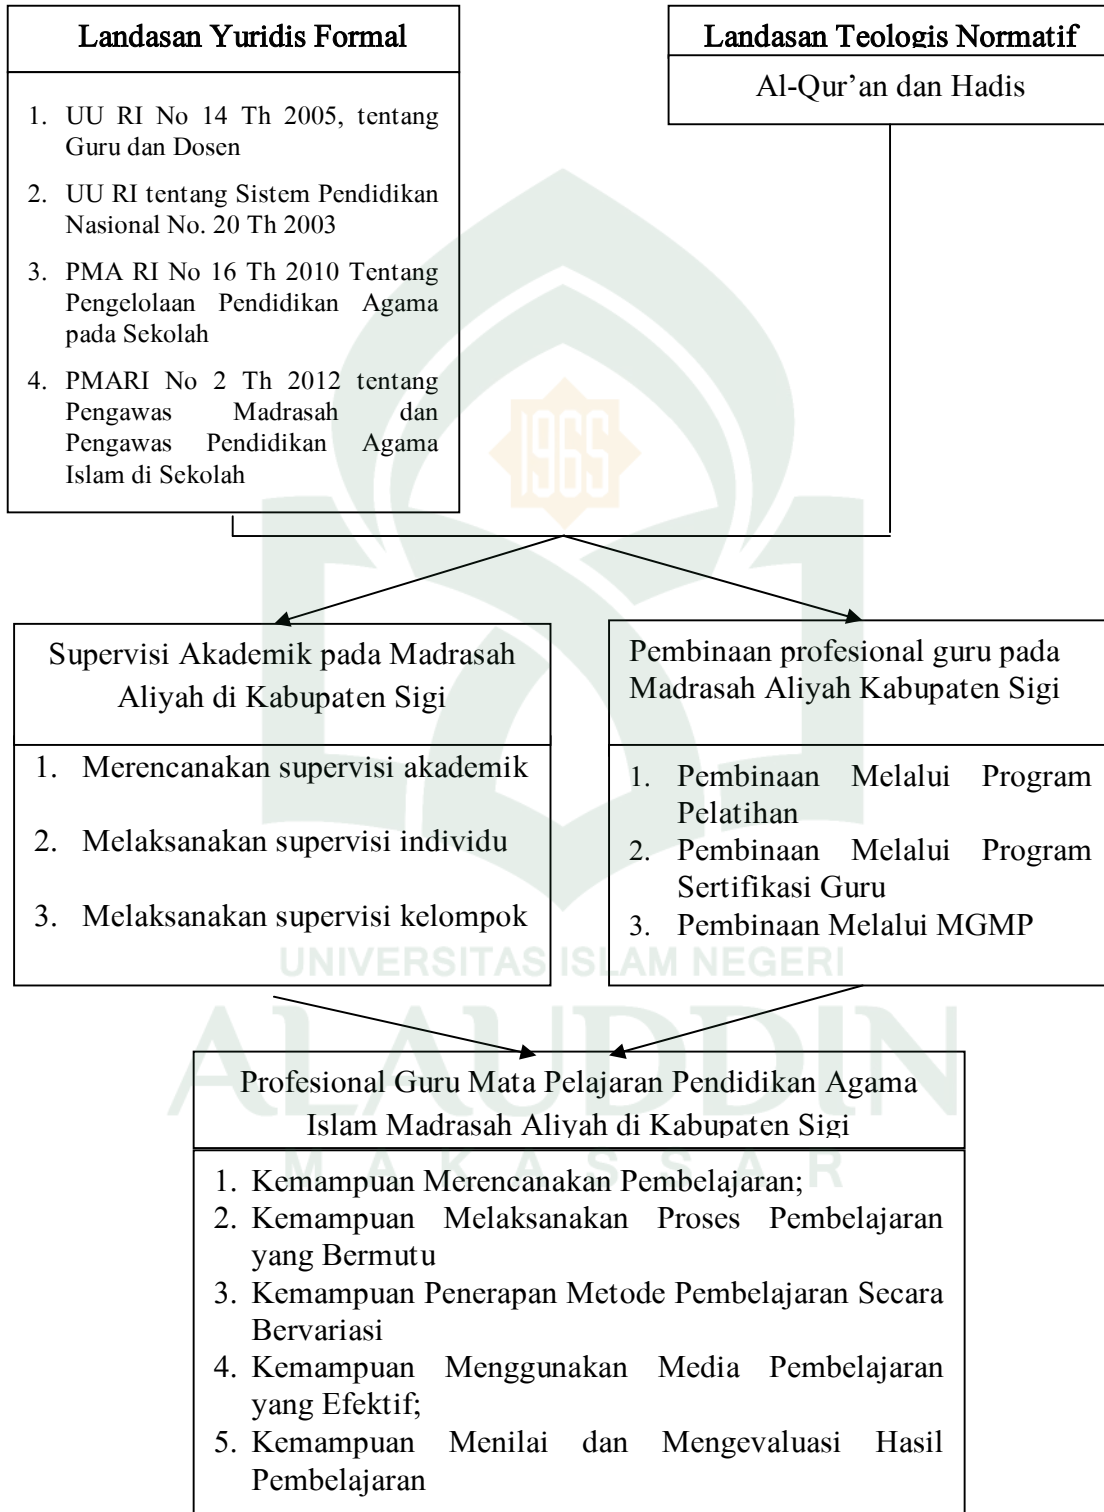 Landasan Yuridis Formal
1. UU RI No 14 Th 2005, tentang
Guru dan Dosen
2. UU RI tentang Sistem Pendidikan
Nasional No. 20 Th 2003
3. PMA RI No 16 Th 2010 Tentang
Pengelolaan Pendidikan Agama
pada Sekolah
4. PMARI No 2 Th 2012 tentang
Pengawas Madrasah dan
Pengawas Pendidikan Agama
Islam di Sekolah
Landasan Teologis Normatif
Al-Qur’an dan Hadis
1965
Supervisi Akademik pada Madrasah
Aliyah di Kabupaten Sigi
1. Merencanakan supervisi akademik
2. Melaksanakan supervisi individu
3. Melaksanakan supervisi kelompok
Pembinaan profesional guru pada
Madrasah Aliyah Kabupaten Sigi
1. Pembinaan Melalui Program
Pelatihan
2. Pembinaan Melalui Program
Sertifikasi Guru
3. Pembinaan Melalui MGMP
UNIVERSITAS ISLAM NEGERI
ALAUDDIN
MAKASSAR
Profesional Guru Mata Pelajaran Pendidikan Agama
Islam Madrasah Aliyah di Kabupaten Sigi
1. Kemampuan Merencanakan Pembelajaran;
2. Kemampuan Melaksanakan Proses Pembelajaran
yang Bermutu
3. Kemampuan Penerapan Metode Pembelajaran Secara
Bervariasi
4. Kemampuan Menggunakan Media Pembelajaran
yang Efektif;
5. Kemampuan Menilai dan Mengevaluasi Hasil
Pembelajaran